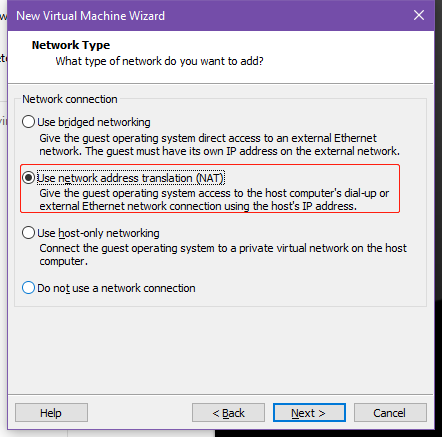 New Virtual Machine Wizard
Network Type
What type of network do you want to add?
Network connection
Use bridged networking
Give the guest operating system direct access to an external Ethernet
network. The guest must have its own IP address on the external network.
Use network address translation (NAT)
Give the guest operating system access to the host computer's dial-up or
external Ethernet network connection using the host's IP address.
Use host-only networking
Connect the guest operating system to a private virtual network on the host
computer.
Do not use a network connection
Help
< Back
Next >
Cancel